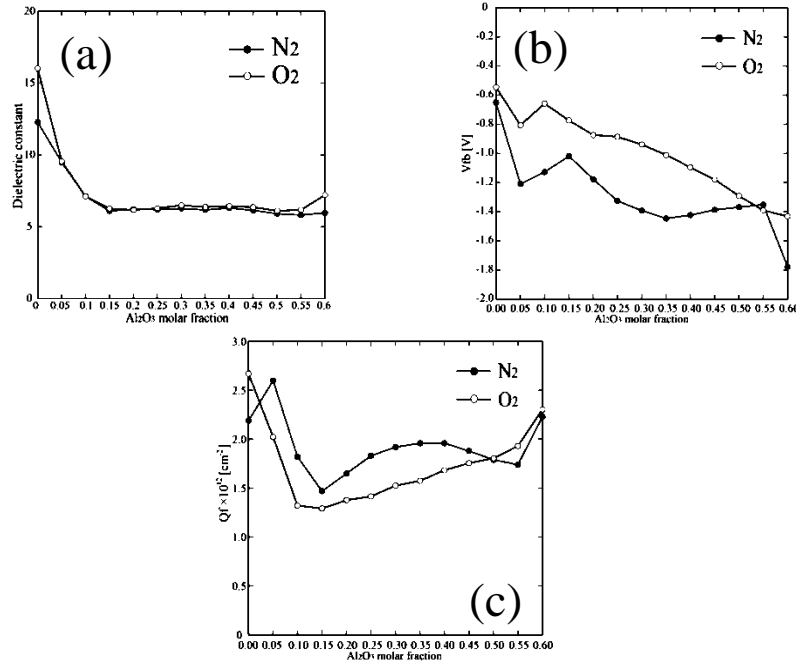 20
15
10
5
0
Dielectric constant
(a)
N2
O2
0 0.05 0.1 0.15 0.2 0.25 0.3 0.35 0.4 0.45 0.5 0.55 0.6
Al2O3 molar fraction
0
-0.2
-0.4
-0.6
-0.8
-1.0
-1.2
-1.4
-1.6
-1.8
-2.0
Vfb [V]
(b)
N2
O2
0.00 0.05 0.10 0.15 0.20 0.25 0.30 0.35 0.40 0.45 0.50 0.55 0.60
Al2O3 molar fraction
3.0
2.5
2.0
1.5
1.0
0.5
0
Qf ×10¹² [cm⁻²]
N2
O2
(c)
0.00 0.05 0.10 0.15 0.20 0.25 0.30 0.35 0.40 0.45 0.50 0.55 0.60
Al2O3 molar fraction